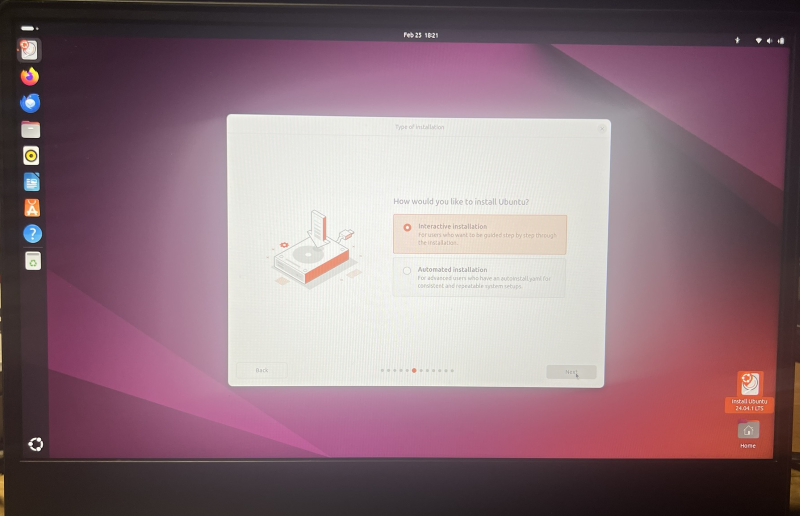 Feb 25 18:21
Type of installation
How would you like to install Ubuntu?
Interactive installation
For users who want to be guided step by step through
the installation.
Automated installation
For advanced users who have an autoinstall.yaml for
consistent and repeatable system setups.
Back
Next
Install Ubuntu
24.04.1 LTS
Home